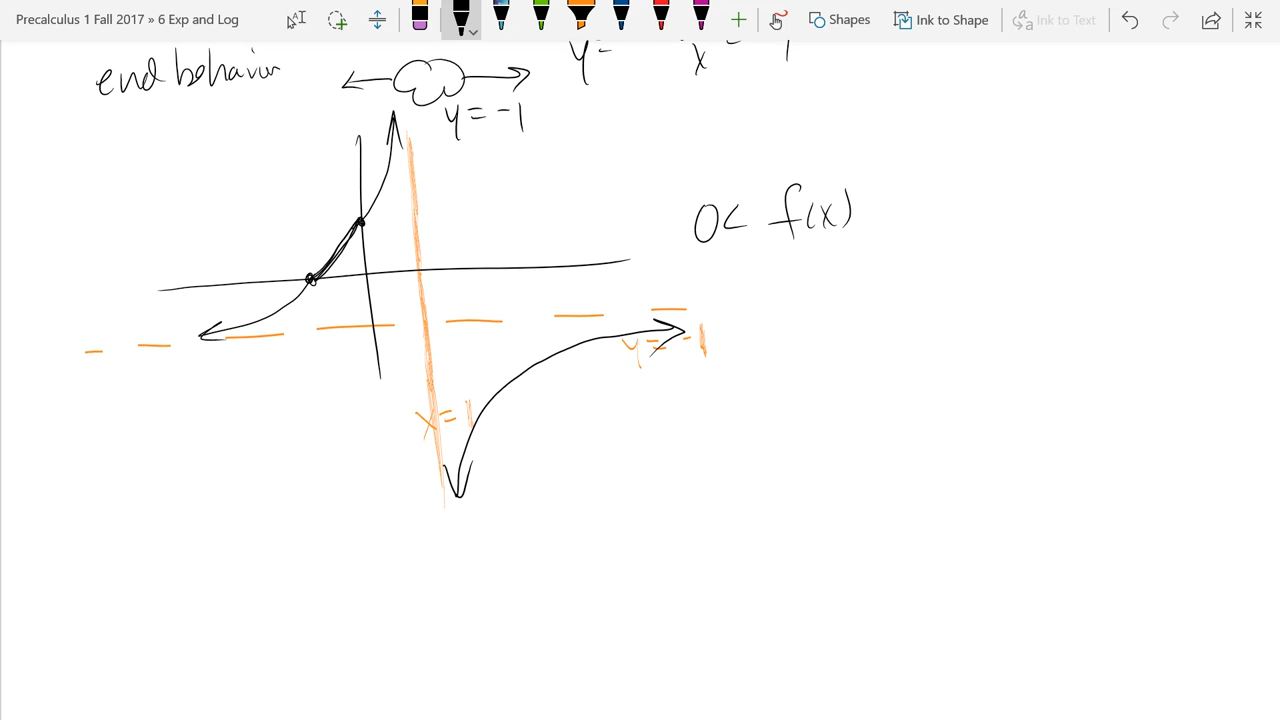 Precalculus 1 Fall 2017 » 6 Exp and Log
Shapes
Ink to Shape
Ink to Text
end behavior
y = -1
0< f(x)
y = -1
x = 1